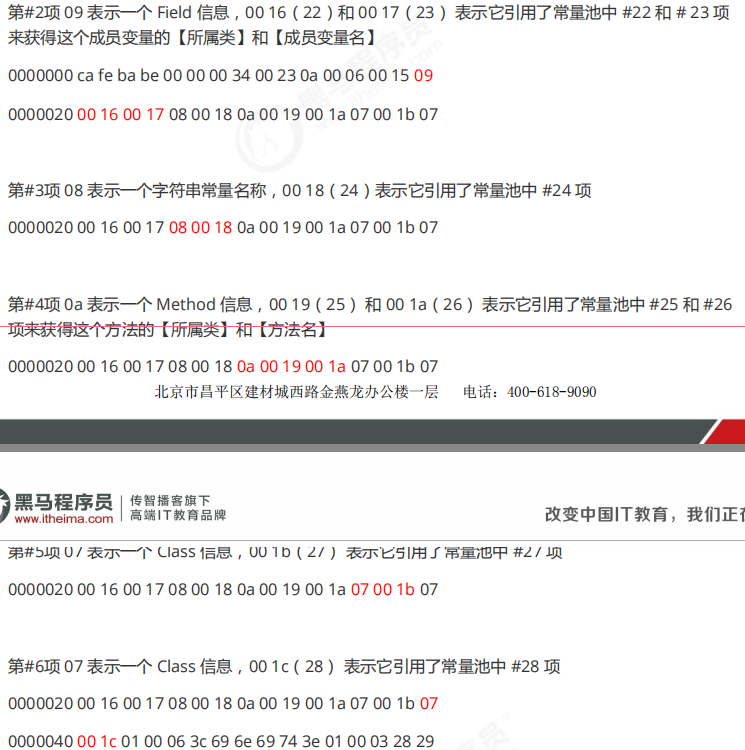 第#2项 09 表示一个 Field 信息，00 16（22）和 00 17（23） 表示它引用了常量池中 #22 和 # 23 项
来获得这个成员变量的【所属类】和【成员变量名】
0000000 ca fe ba be 00 00 00 34 00 23 0a 00 06 00 15 09
0000020 00 16 00 17 08 00 18 0a 00 19 00 1a 07 00 1b 07
第#3项 08 表示一个字符串常量名称，00 18（24）表示它引用了常量池中 #24 项
0000020 00 16 00 17 08 00 18 0a 00 19 00 1a 07 00 1b 07
第#4项 0a 表示一个 Method 信息，00 19（25） 和 00 1a（26） 表示它引用了常量池中 #25 和 #26
项来获得这个方法的【所属类】和【方法名】
0000020 00 16 00 17 08 00 18 0a 00 19 00 1a 07 00 1b 07
北京市昌平区建材城西路金燕龙办公楼一层 电话：400-618-9090
黑马程序员 传智播客旗下
www.itheima.com 高端IT教育品牌
改变中国IT教育，我们正在
第#5项 07 表示一个 Class 信息，00 1b（27） 表示它引用了常量池中 #27 项
0000020 00 16 00 17 08 00 18 0a 00 19 00 1a 07 00 1b 07
第#6项 07 表示一个 Class 信息，00 1c（28） 表示它引用了常量池中 #28 项
0000020 00 16 00 17 08 00 18 0a 00 19 00 1a 07 00 1b 07
0000040 00 1c 01 00 06 3c 69 6e 69 74 3e 01 00 03 28 29